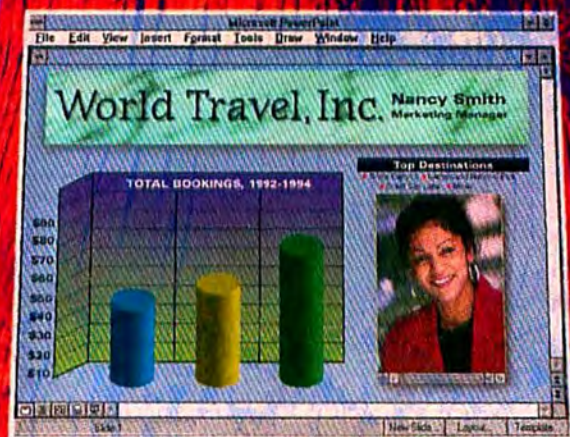 Microsoft PowerPoint
File Edit View Insert Format Tools Draw Window Help
World Travel, Inc.
Nancy Smith
Marketing Manager
Top Destinations
TOTAL BOOKINGS, 1992-1994
$90
$80
$70
$60
$50
$40
$30
$20
$10
Slide 1
New Slide... Layout... Template